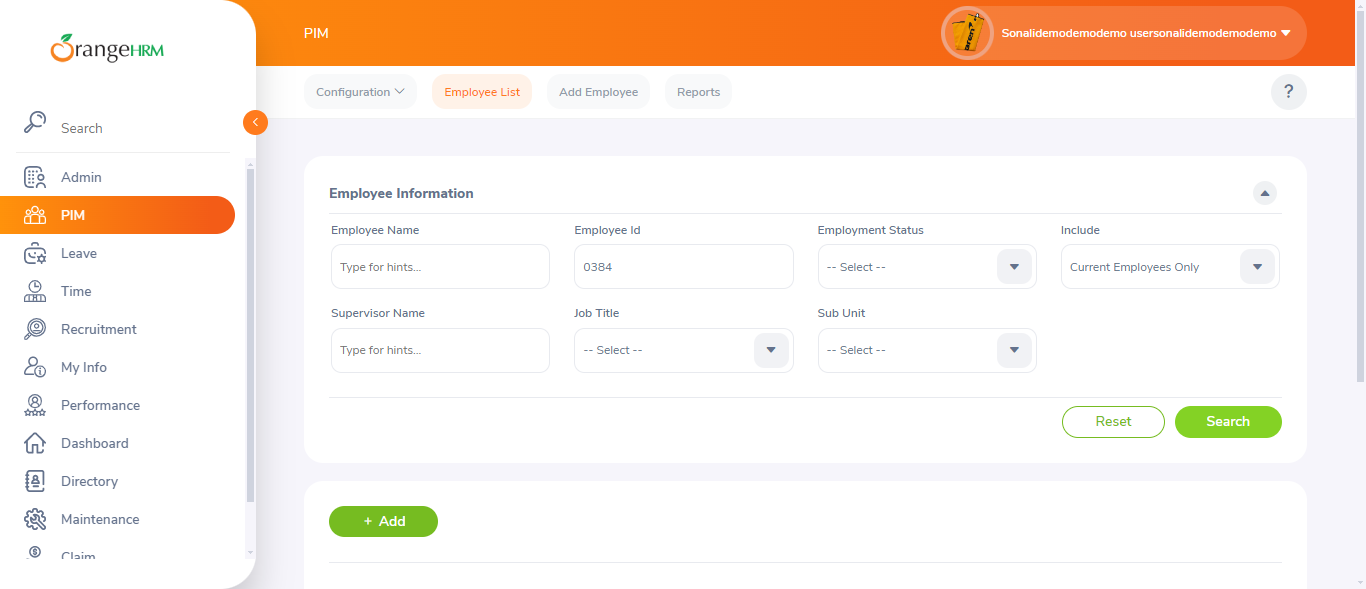 OrangeHRM
PIM
Sonalidemodemodemo usersonalidemodemodemo
Configuration
Employee List
Add Employee
Reports
?
Search
Admin
PIM
Leave
Time
Recruitment
My Info
Performance
Dashboard
Directory
Maintenance
Claim
Employee Information
Employee Name
Employee Id
Employment Status
Include
Type for hints...
0384
-- Select --
Current Employees Only
Supervisor Name
Job Title
Sub Unit
Type for hints...
-- Select --
-- Select --
Reset
Search
+ Add